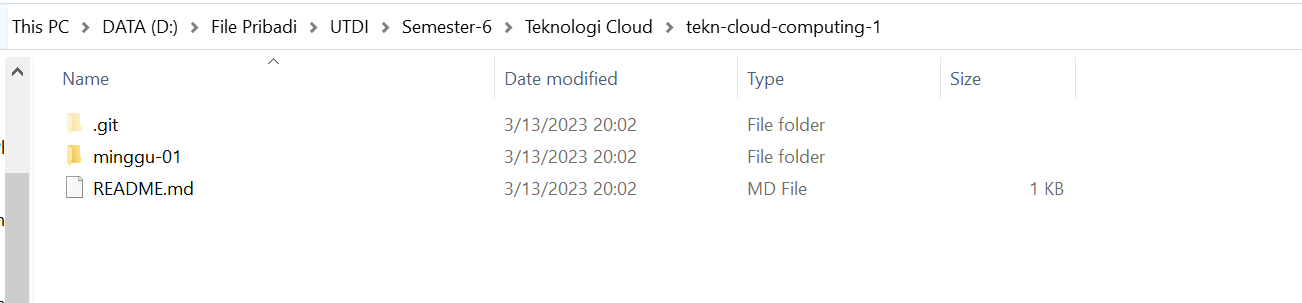 This PC > DATA (D:) > File Pribadi > UTDI > Semester-6 > Teknologi Cloud > tekn-cloud-computing-1
Name Date modified Type Size
.git 3/13/2023 20:02 File folder
minggu-01 3/13/2023 20:02 File folder
README.md 3/13/2023 20:02 MD File 1 KB